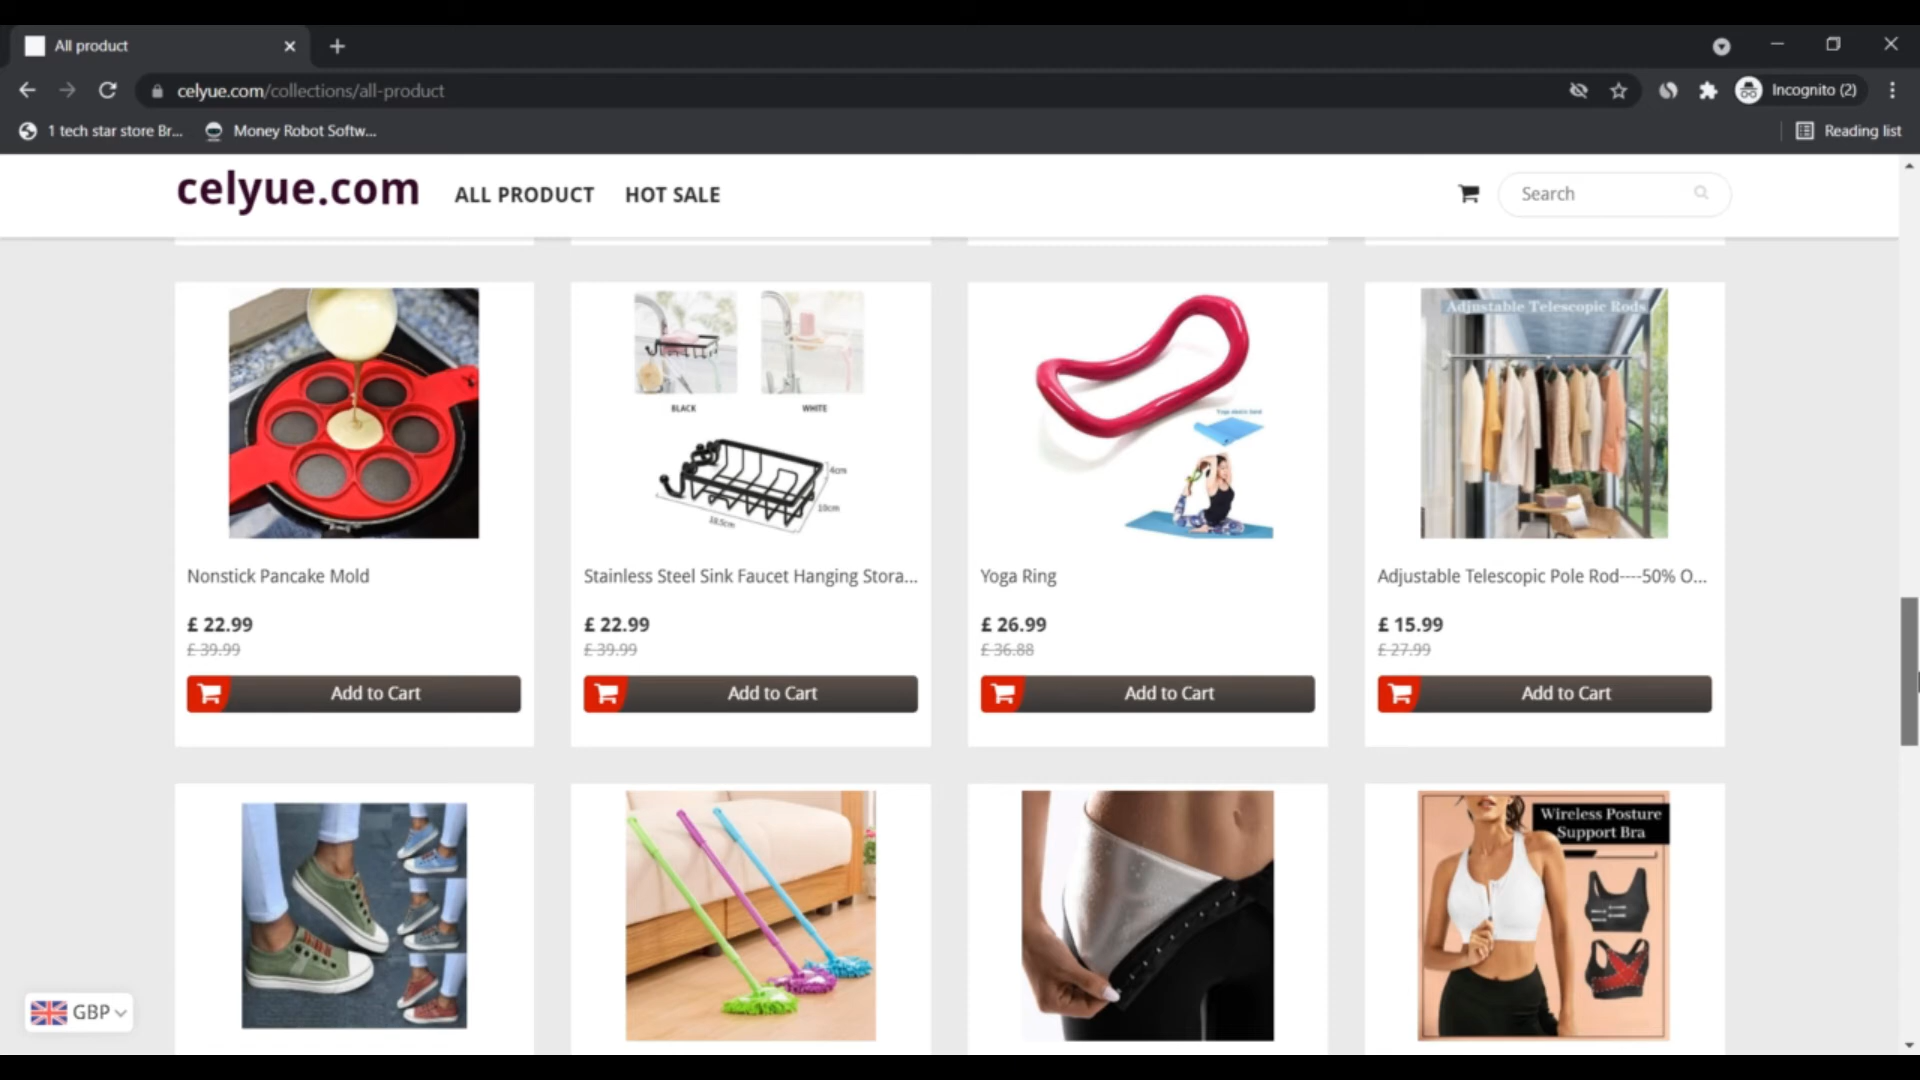 All product
celyue.com/collections/all-product
Incognito (2)
1 tech star store Br...
Money Robot Softw...
Reading list
celyue.com
ALL PRODUCT
HOT SALE
Search
BLACK
WHITE
4cm
10cm
18.5cm
Adjustable Telescopic Rods
Nonstick Pancake Mold
£ 22.99
£ 39.99
Add to Cart
Stainless Steel Sink Faucet Hanging Stora...
£ 22.99
£ 39.99
Add to Cart
Yoga Ring
£ 26.99
£ 36.88
Add to Cart
Adjustable Telescopic Pole Rod----50% O...
£ 15.99
£ 27.99
Add to Cart
Wireless Posture
Support Bra
GBP